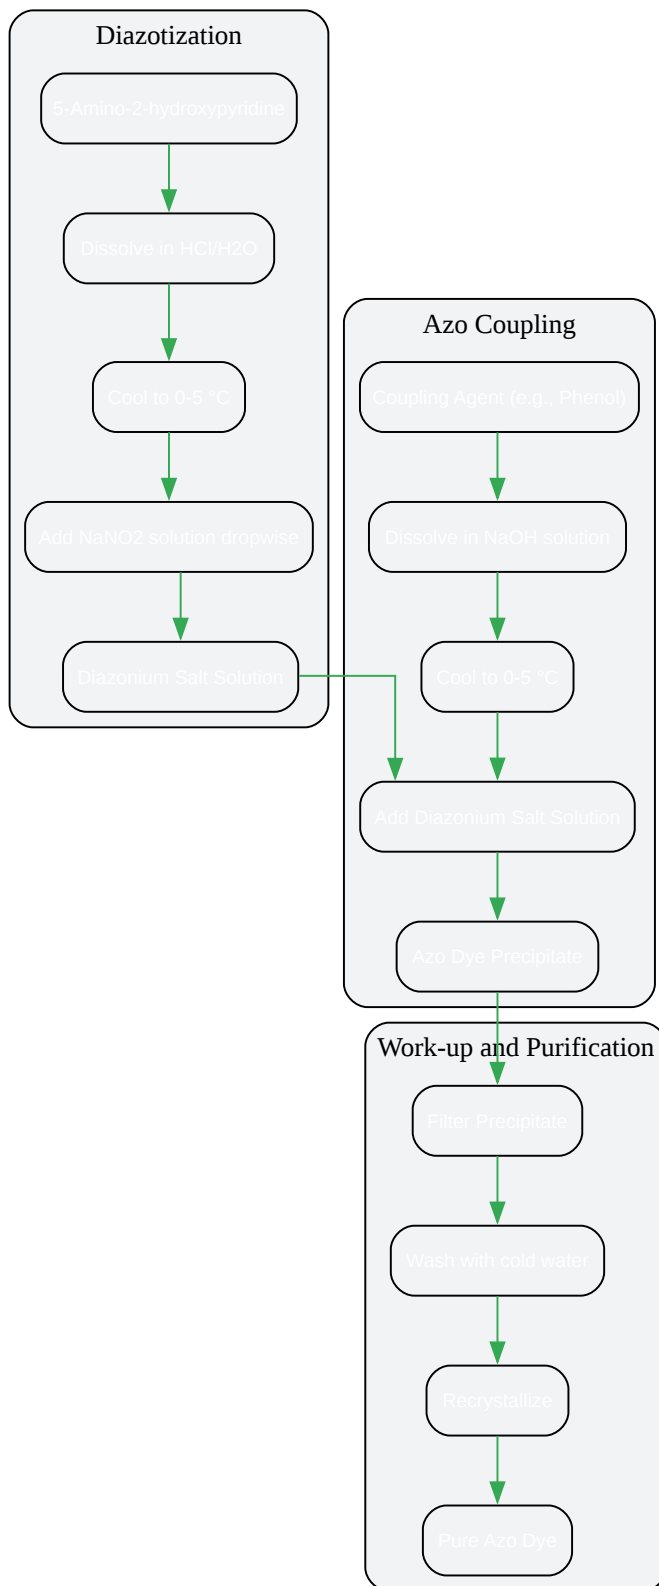 Diazotization
5-Amino-2-hydroxypyridine
Dissolve in HCl/H2O
Cool to 0-5 °C
Add NaNO2 solution dropwise
Diazonium Salt Solution
Azo Coupling
Coupling Agent (e.g., Phenol)
Dissolve in NaOH solution
Cool to 0-5 °C
Add Diazonium Salt Solution
Azo Dye Precipitate
Work-up and Purification
Filter Precipitate
Wash with cold water
Recrystallize
Pure Azo Dye